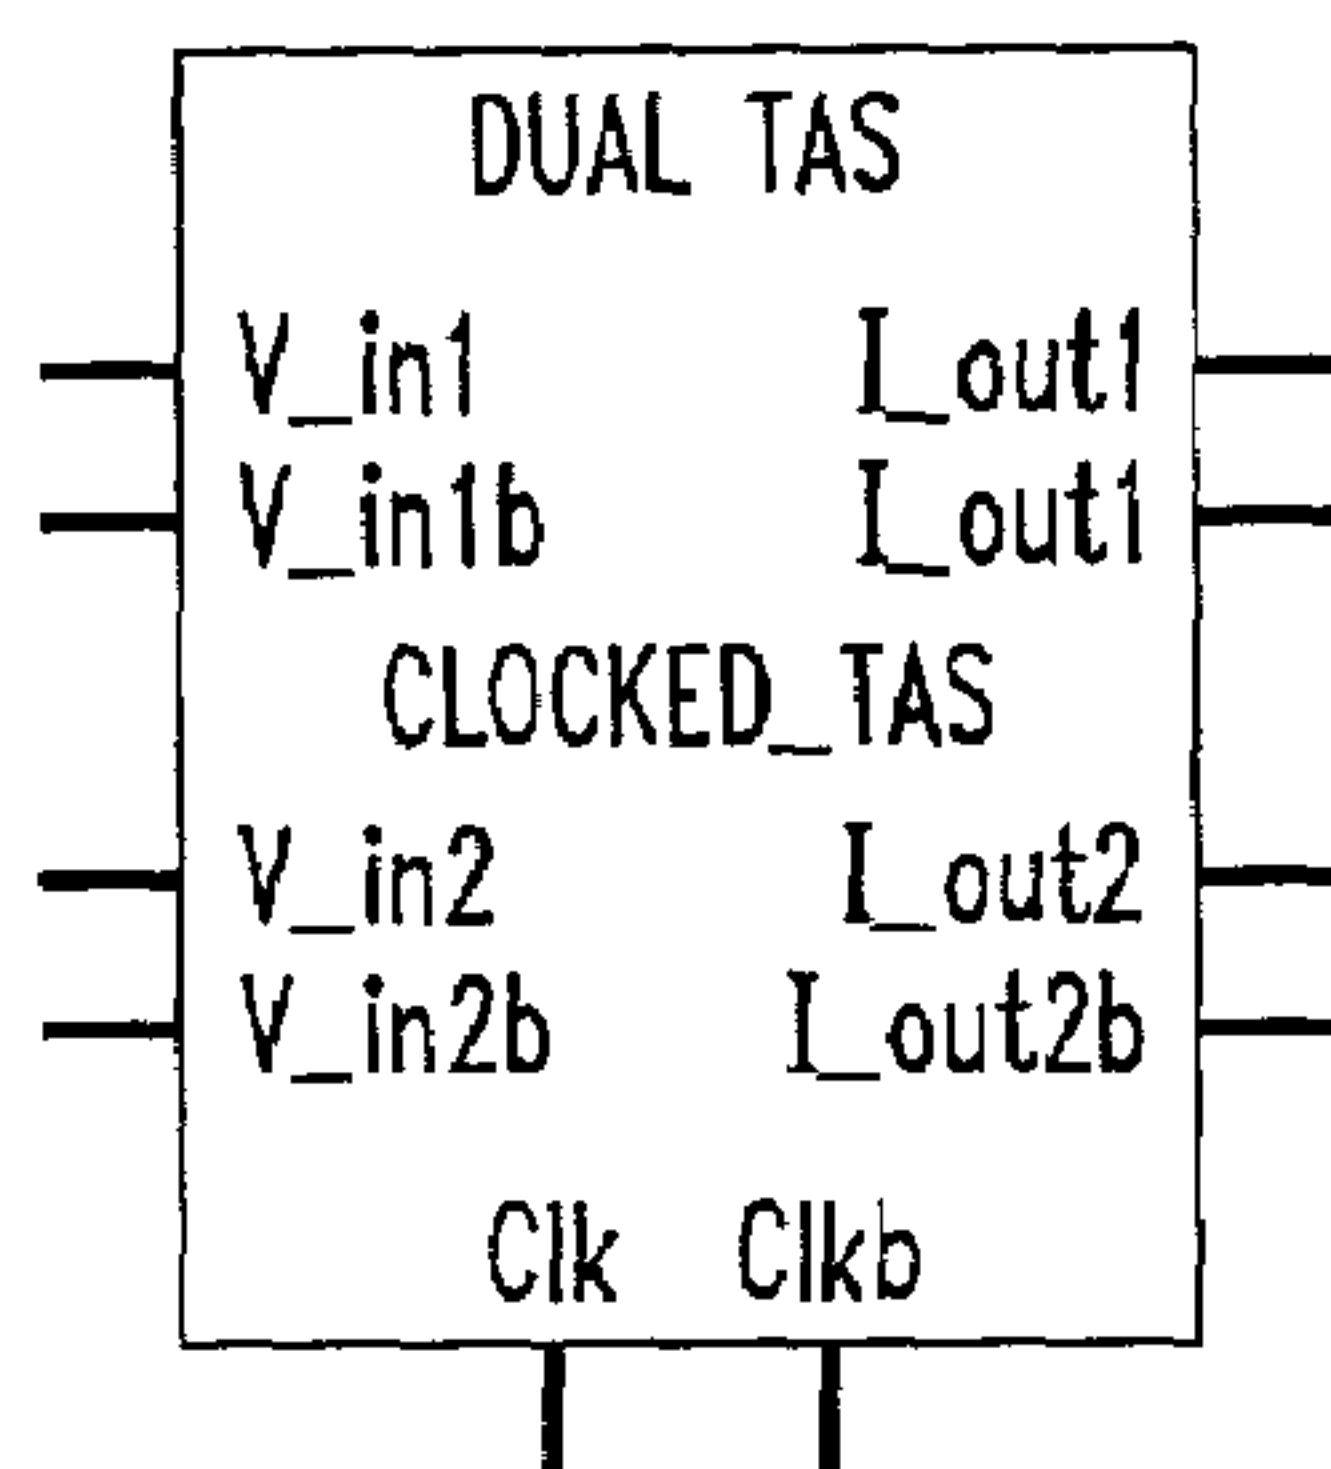 DUAL TAS
V_in1 I_out1
V_in1b I_out1
CLOCKED_TAS
V_in2 I_out2
V_in2b I_out2b
Clk Clkb